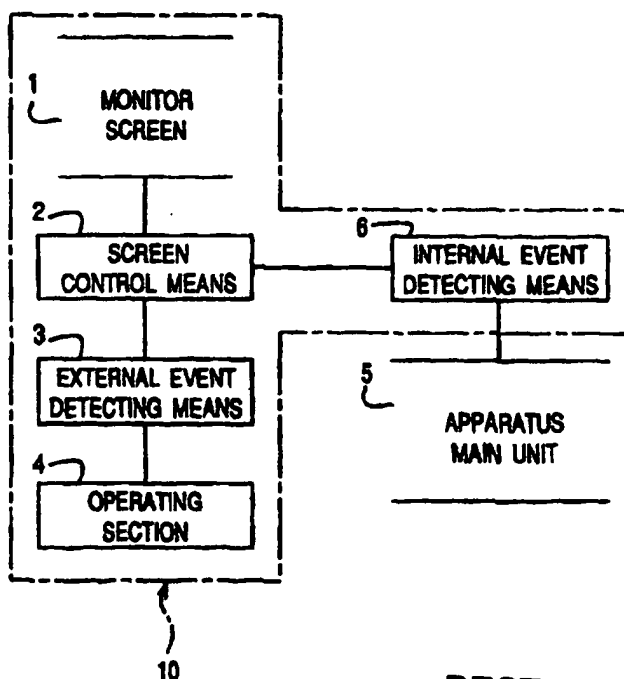 1
MONITOR
SCREEN
2
SCREEN
CONTROL MEANS
6
INTERNAL EVENT
DETECTING MEANS
3
EXTERNAL EVENT
DETECTING MEANS
5
APPARATUS
MAIN UNIT
4
OPERATING
SECTION
10